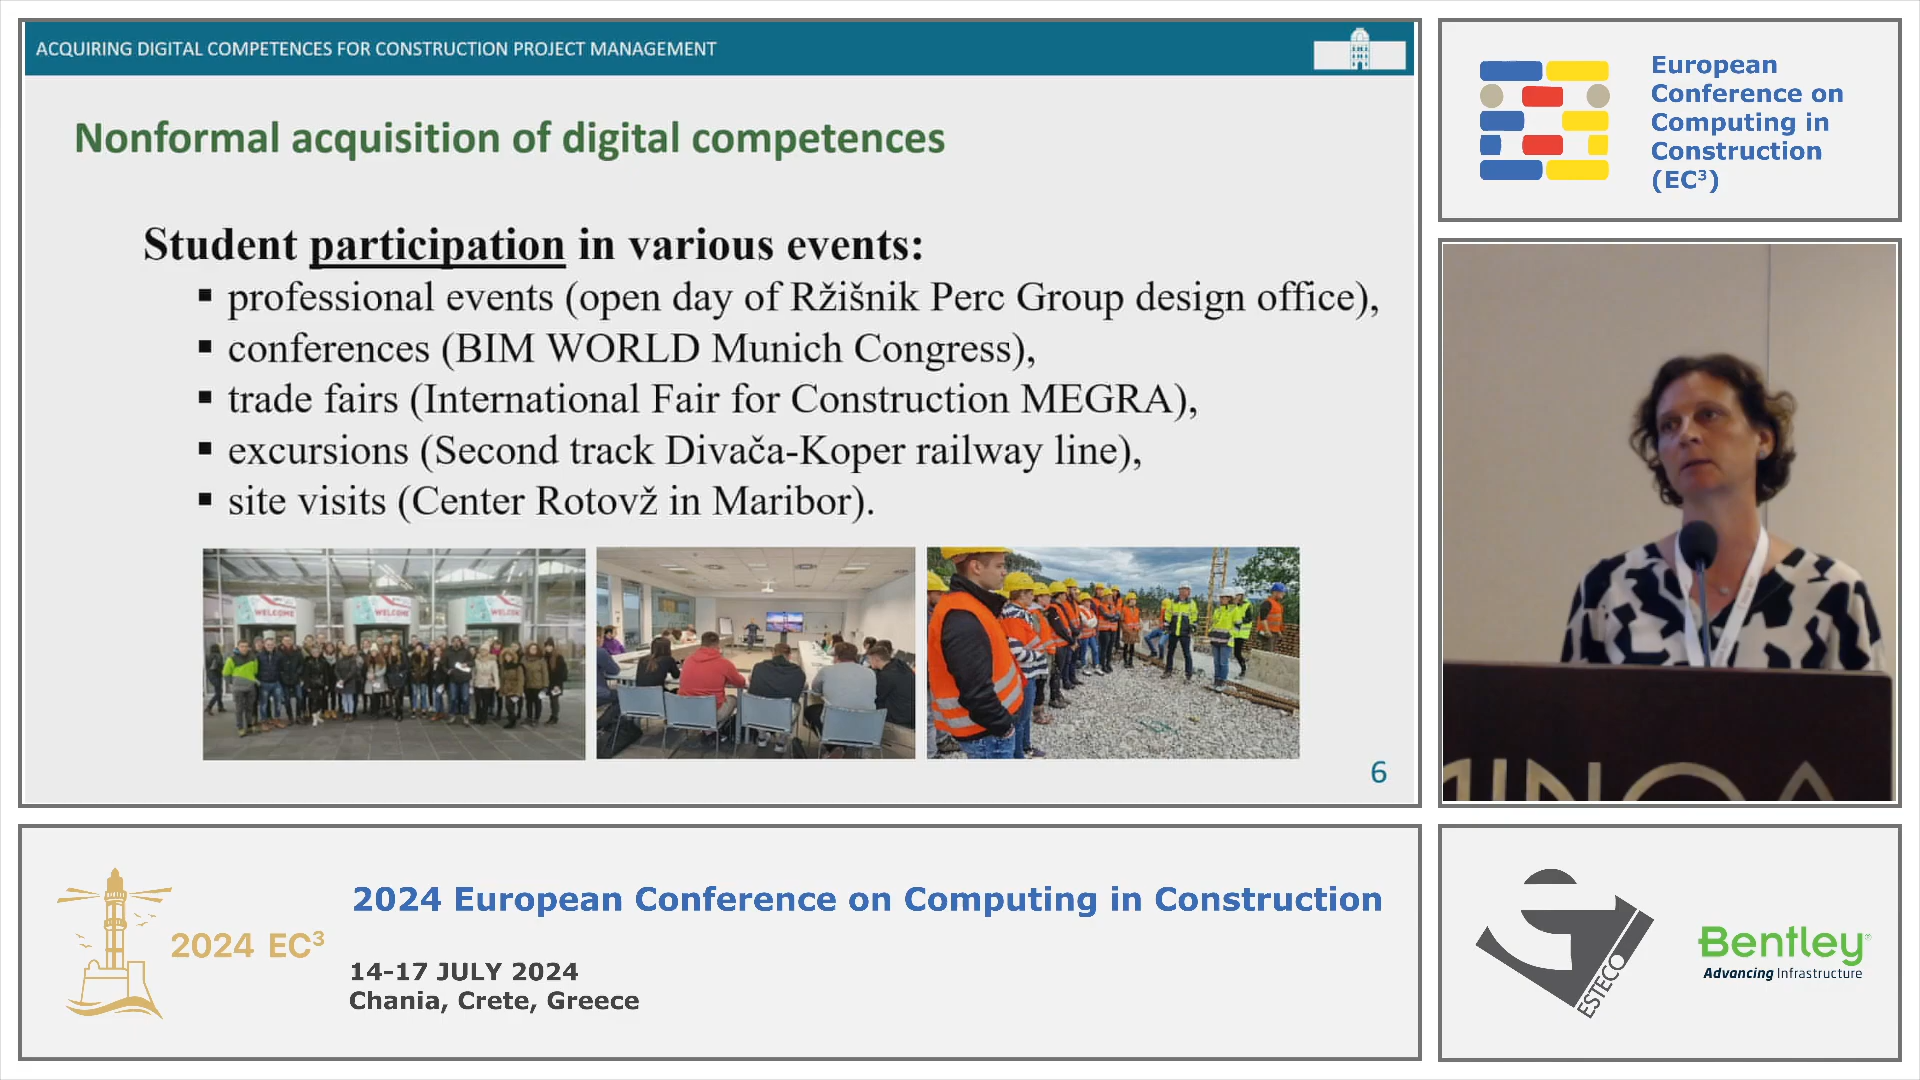 ACQUIRING DIGITAL COMPETENCES FOR CONSTRUCTION PROJECT MANAGEMENT
Nonformal acquisition of digital competences
Student participation in various events:
▪ professional events (open day of Ržišnik Perc Group design office),
▪ conferences (BIM WORLD Munich Congress),
▪ trade fairs (International Fair for Construction MEGRA),
▪ excursions (Second track Divača-Koper railway line),
▪ site visits (Center Rotovž in Maribor).
WELCOME
WELCOME
WELCOME
6
European
Conference on
Computing in
Construction
(EC³)
MINOA
2024 EC³
2024 European Conference on Computing in Construction
14-17 JULY 2024
Chania, Crete, Greece
ESTECO
Bentley®
Advancing Infrastructure